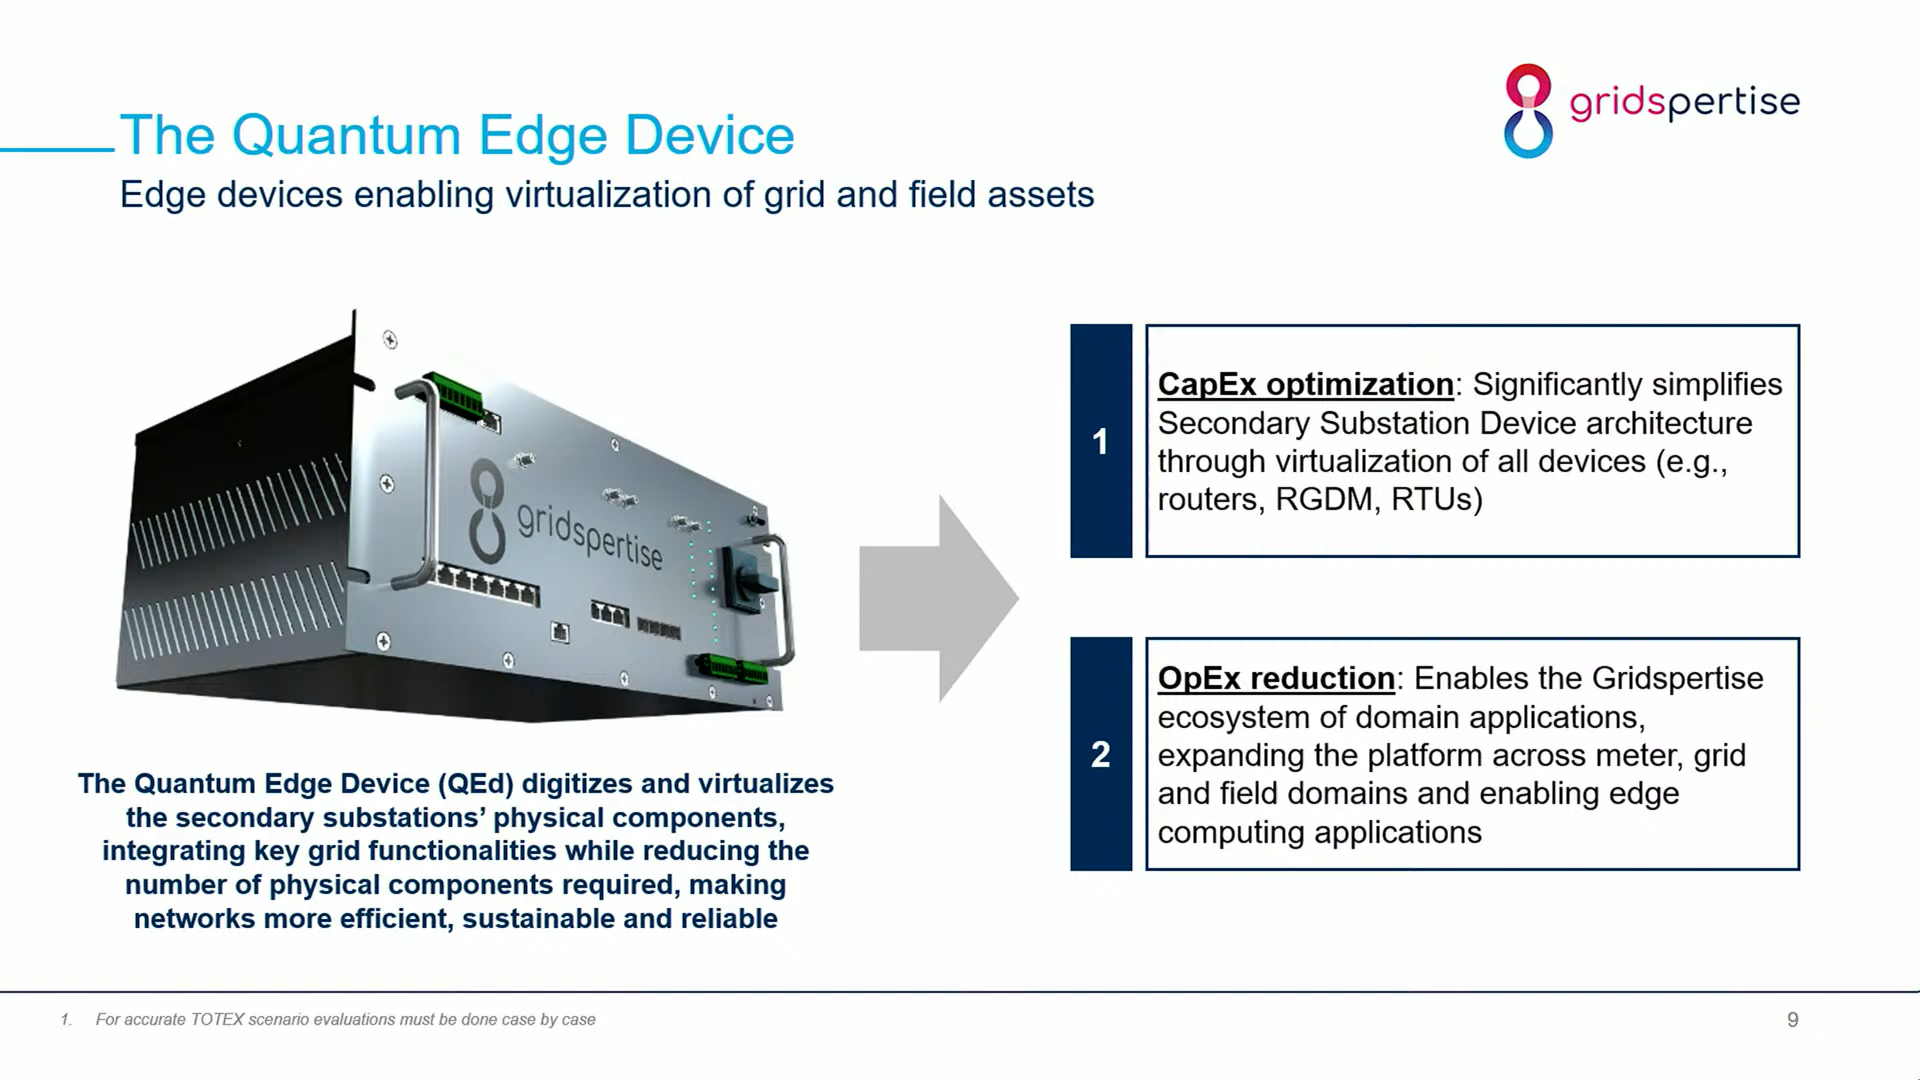 gridspertise
The Quantum Edge Device
Edge devices enabling virtualization of grid and field assets
gridspertise
The Quantum Edge Device (QEd) digitizes and virtualizes
the secondary substations’ physical components,
integrating key grid functionalities while reducing the
number of physical components required, making
networks more efficient, sustainable and reliable
1
CapEx optimization: Significantly simplifies
Secondary Substation Device architecture
through virtualization of all devices (e.g.,
routers, RGDM, RTUs)
2
OpEx reduction: Enables the Gridspertise
ecosystem of domain applications,
expanding the platform across meter, grid
and field domains and enabling edge
computing applications
1. For accurate TOTEX scenario evaluations must be done case by case
9